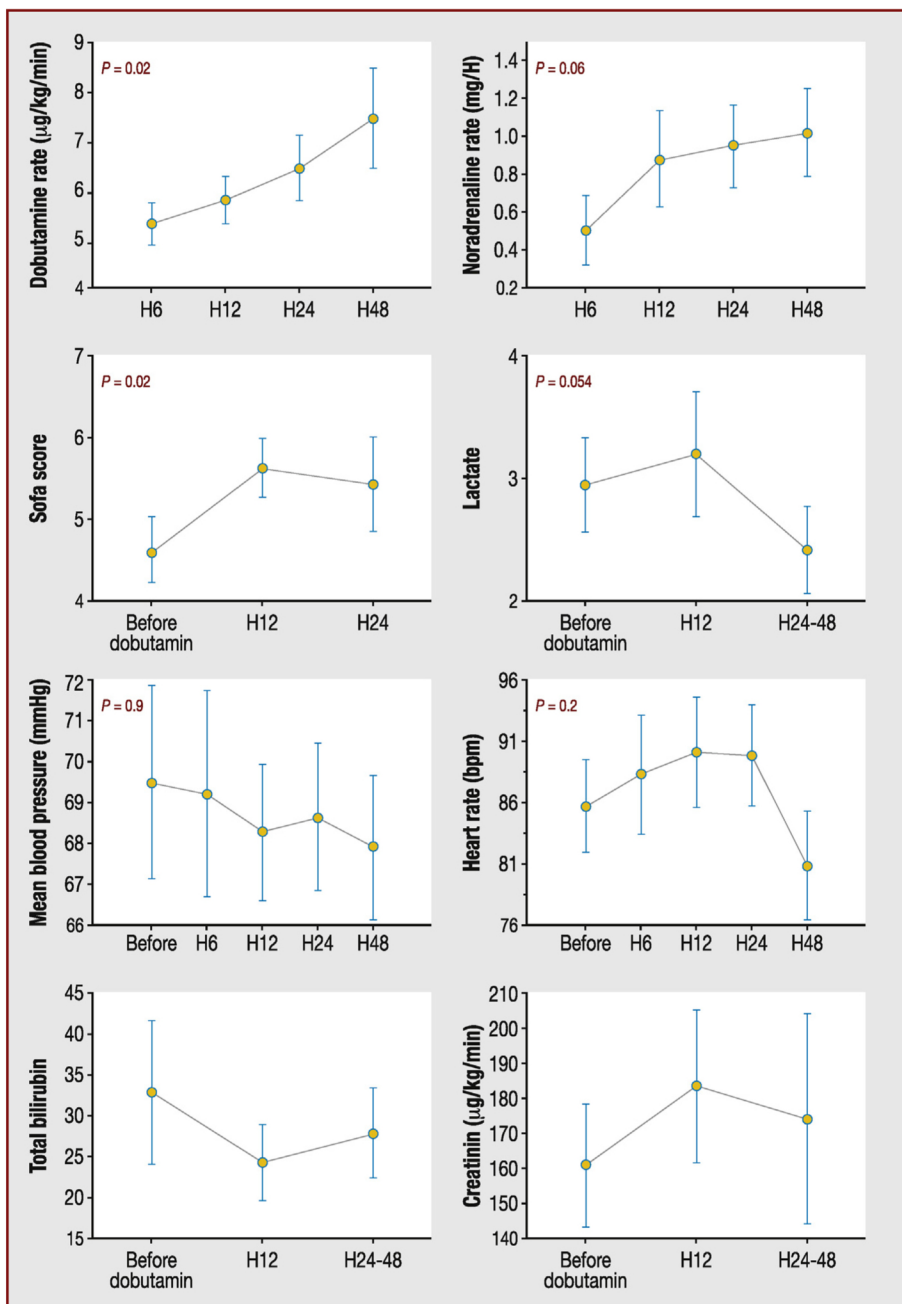 Dobutamine rate (μg/kg/min)
9
8
7
6
5
4
P = 0.02
H6 H12 H24 H48
Noradrenaline rate (mg/H)
1.4
1.2
1.0
0.8
0.6
0.4
0.2
P = 0.06
H6 H12 H24 H48
Sofa score
7
6
5
4
P = 0.02
Before H12 H24
dobutamin
Lactate
4
3
2
P = 0.054
Before H12 H24-48
dobutamin
Mean blood pressure (mmHg)
72
71
70
69
68
67
66
P = 0.9
Before H6 H12 H24 H48
Heart rate (bpm)
96
91
86
81
76
P = 0.2
Before H6 H12 H24 H48
Total bilirubin
45
40
35
30
25
20
15
Before H12 H24-48
dobutamin
Creatinin (μg/kg/min)
210
200
190
180
170
160
150
140
Before H12 H24-48
dobutamin